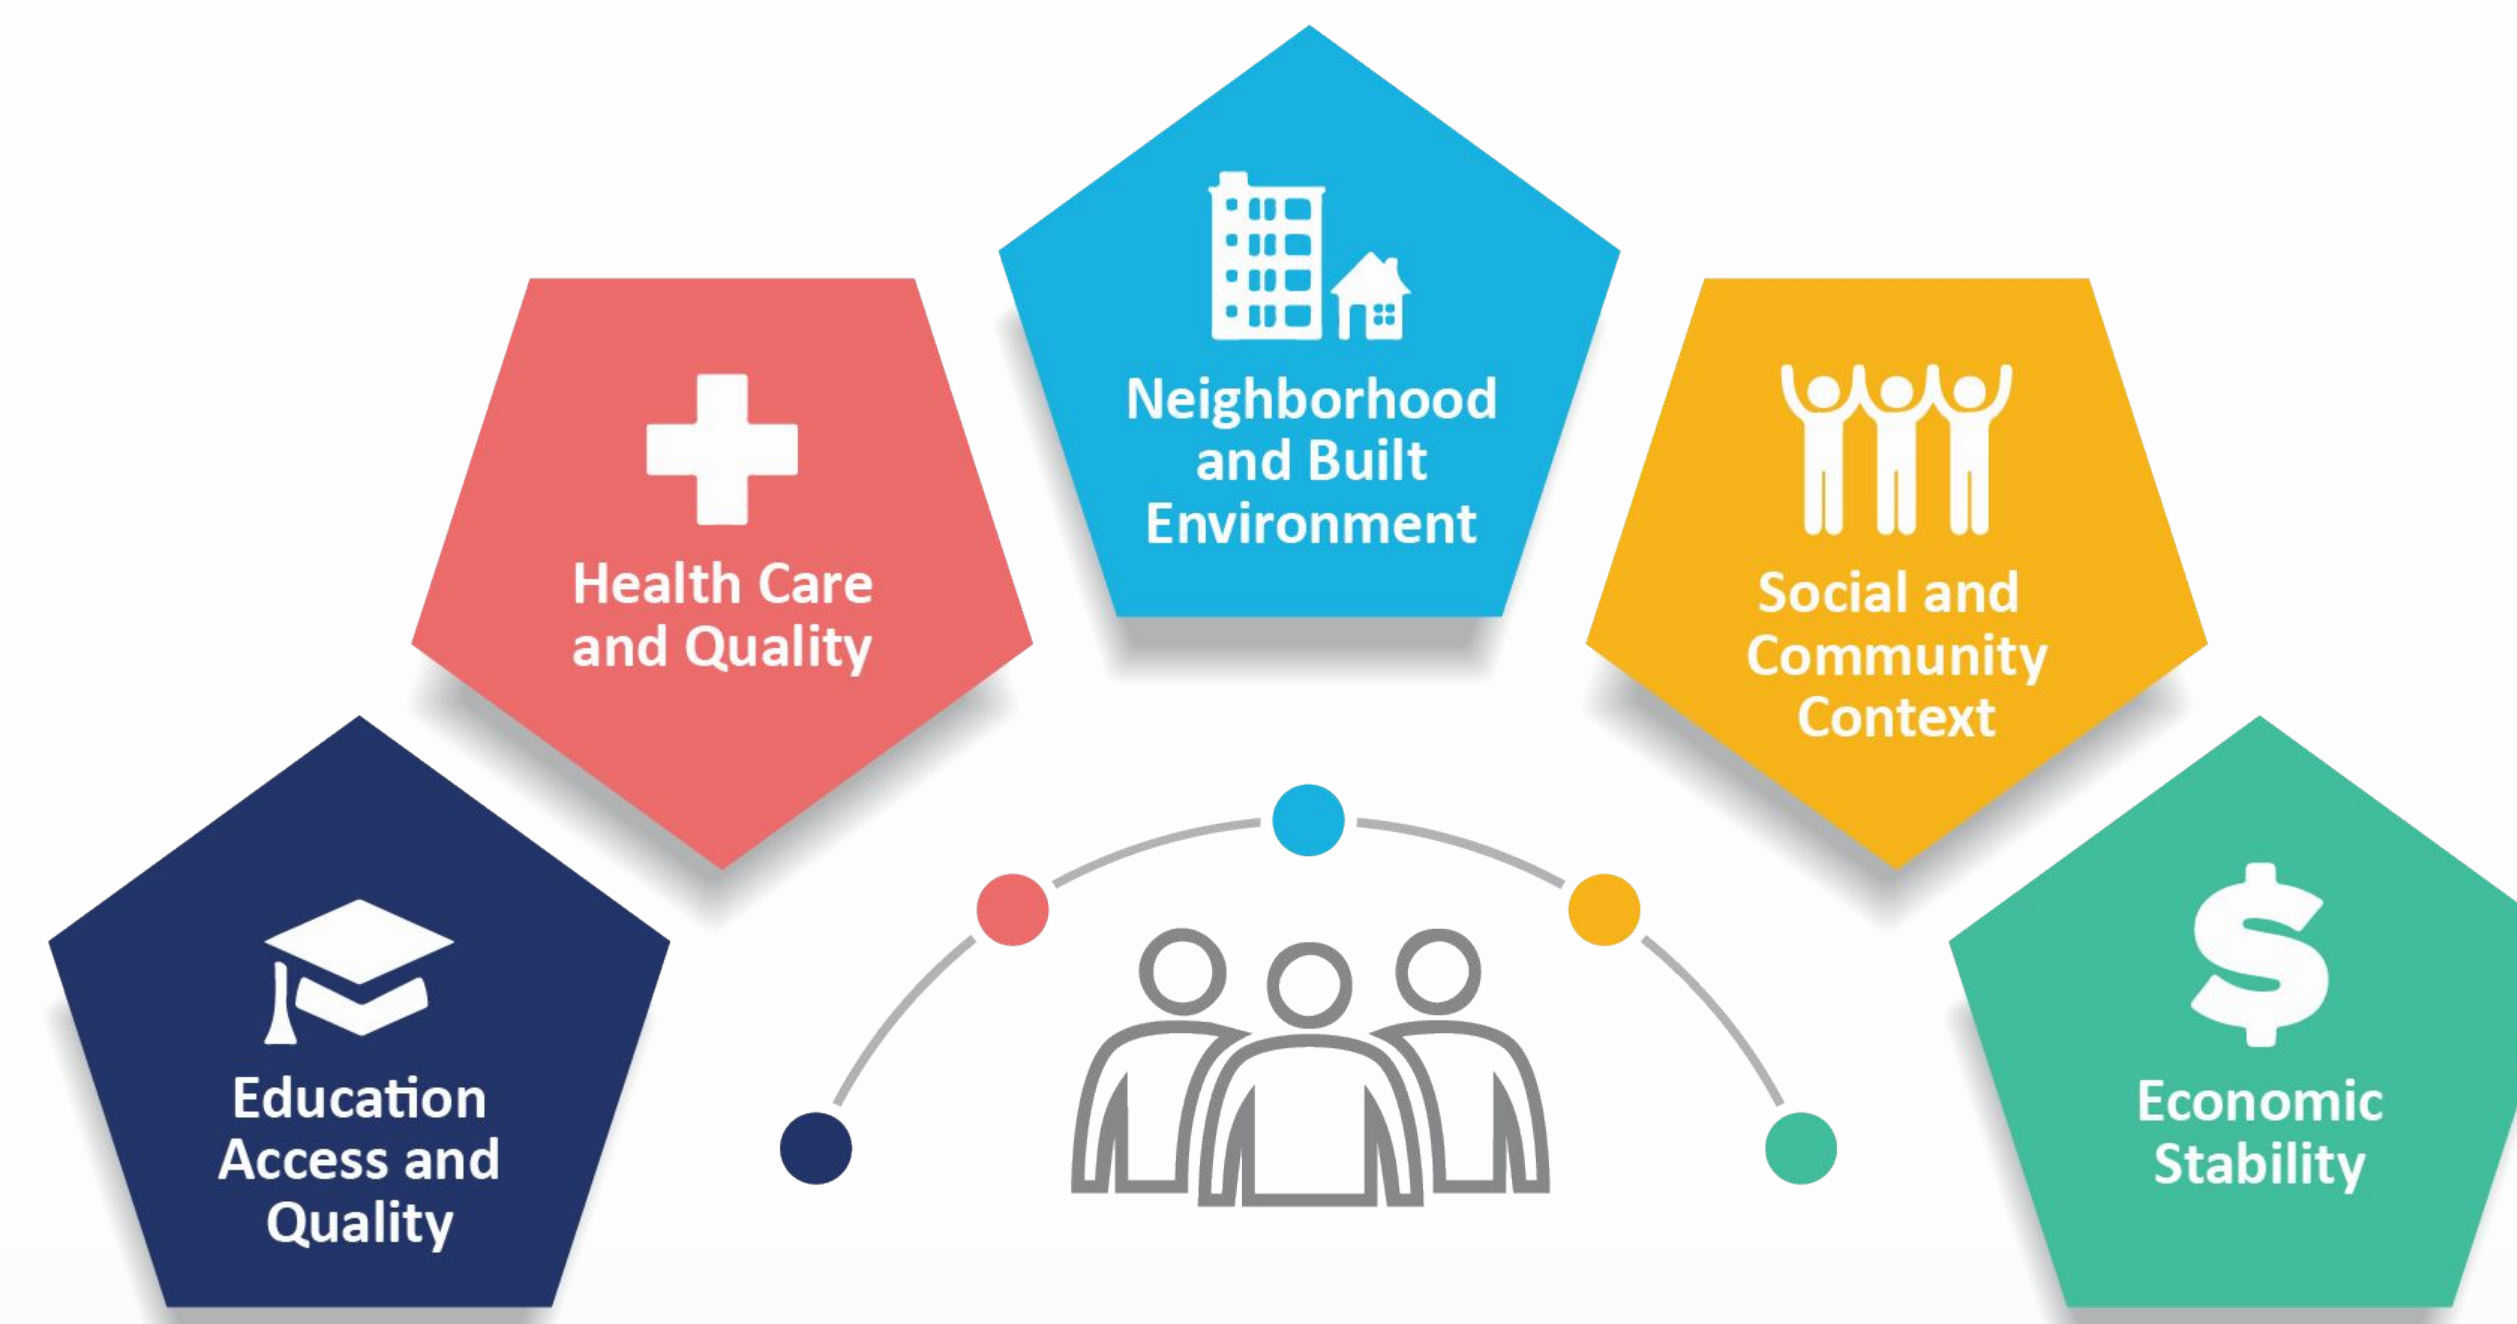 Neighborhood
and Built
Environment
Health Care
and Quality
Social and
Community
Context
Education
Access and
Quality
$
Economic
Stability